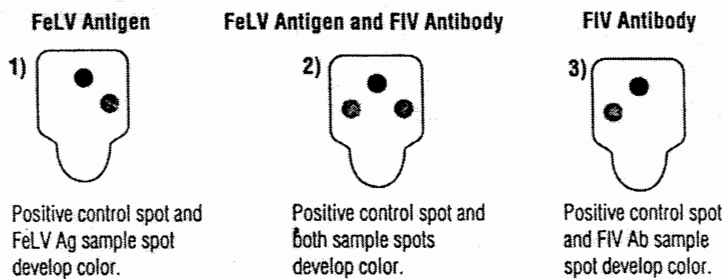 FeLV Antigen
FeLV Antigen and FIV Antibody
FIV Antibody
1)
2)
3)
Positive control spot and
FeLV Ag sample spot
develop color.
Positive control spot and
both sample spots
develop color.
Positive control spot
and FIV Ab sample
spot develop color.